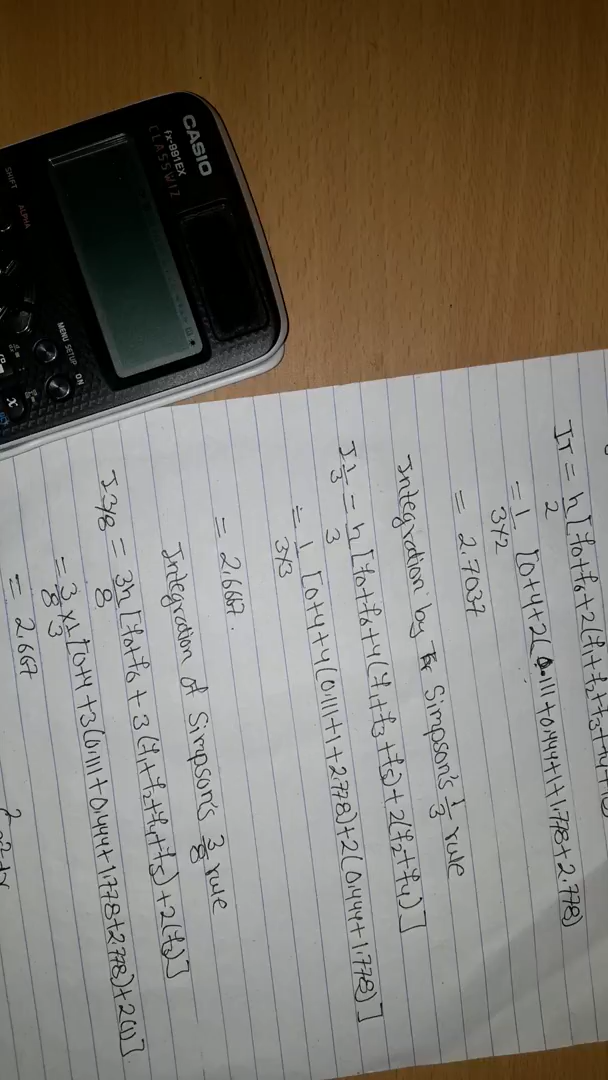 CASIO
fx-991EX
CLASSWIZ
SHIFT
ALPHA
MENU SETUP
ON
x
IT = h/2 [f0+f6+2(f1+f2+f3+f4+
= 1/3×2 [0+4+2(0.111+0.444+1+1.778+2.778)
= 2.7037
Integration by Simpson's 1/3 rule
I1/3 = h/3 [f0+f6+4(f1+f3+f5)+2(f2+f4)]
= 1/3×3 [0+4+4(0.111+1+2.778)+2(0.444+1.778)]
= 2.6667.
Integration of Simpson's 3/8 rule
I3/8 = 3h/8 [f0+f6+3(f1+f2+f4+f5)+2(f3)]
= 3/8 × 1/3 [0+4+3(0.111+0.444+1.778+2.778)+2(1)]
= 2.667